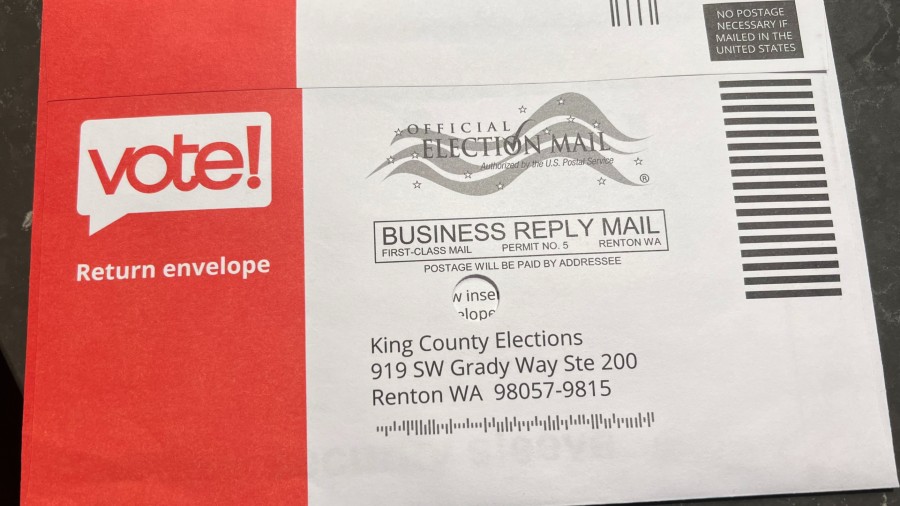 NO POSTAGE
NECESSARY IF
MAILED IN THE
UNITED STATES
vote!
Return envelope
OFFICIAL
ELECTION MAIL
Authorized by the U.S. Postal Service
®
BUSINESS REPLY MAIL
FIRST-CLASS MAIL PERMIT NO. 5 RENTON WA
POSTAGE WILL BE PAID BY ADDRESSEE
w inse
elope
King County Elections
919 SW Grady Way Ste 200
Renton WA 98057-9815